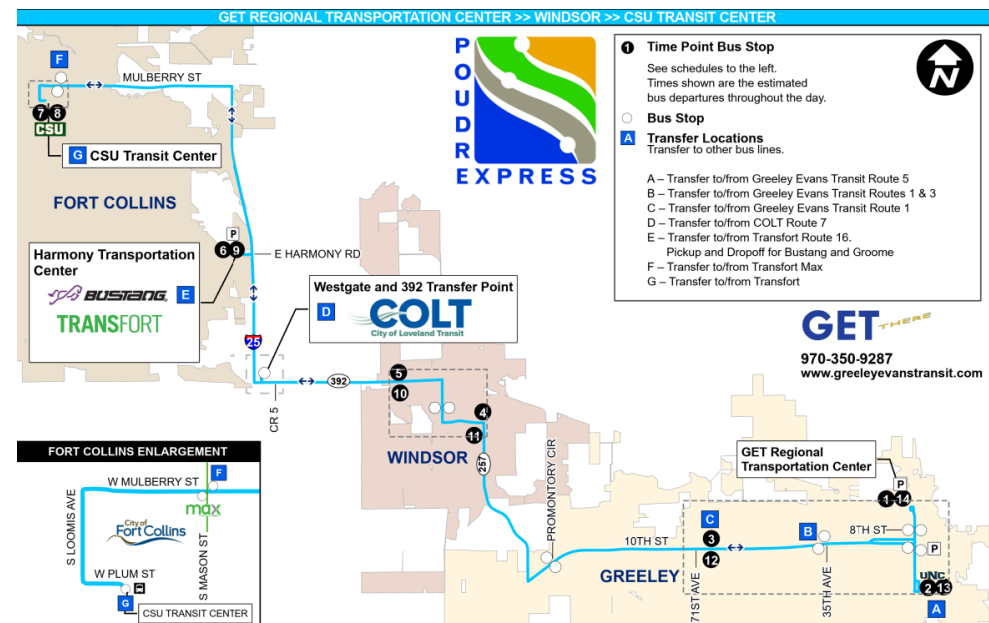 GET REGIONAL TRANSPORTATION CENTER >> WINDSOR >> CSU TRANSIT CENTER
F
MULBERRY ST
7 8
CSU
G CSU Transit Center
FORT COLLINS
P
6 9
E HARMONY RD
Harmony Transportation
Center
BUSTANG
E
TRANSFORT
25
POUDRE
EXPRESS
1 Time Point Bus Stop
See schedules to the left.
Times shown are the estimated
bus departures throughout the day.
Bus Stop
A Transfer Locations
Transfer to other bus lines.
A – Transfer to/from Greeley Evans Transit Route 5
B – Transfer to/from Greeley Evans Transit Routes 1 & 3
C – Transfer to/from Greeley Evans Transit Route 1
D – Transfer to/from COLT Route 7
E – Transfer to/from Transfort Route 16.
Pickup and Dropoff for Bustang and Groome
F – Transfer to/from Transfort Max
G – Transfer to/from Transfort
N
GET THERE
970-350-9287
www.greeleyevanstransit.com
Westgate and 392 Transfer Point
D
COLT
City of Loveland Transit
392
CR 5
5
10
4
11
WINDSOR
257
PROMONTORY CIR
GET Regional
Transportation Center
P
1 14
8TH ST
P
C
3
12
10TH ST
B
GREELEY
71ST AVE
35TH AVE
UNC
2 13
A
FORT COLLINS ENLARGEMENT
F
W MULBERRY ST
max
S LOOMIS AVE
City of
Fort Collins
S MASON ST
W PLUM ST
G
CSU TRANSIT CENTER